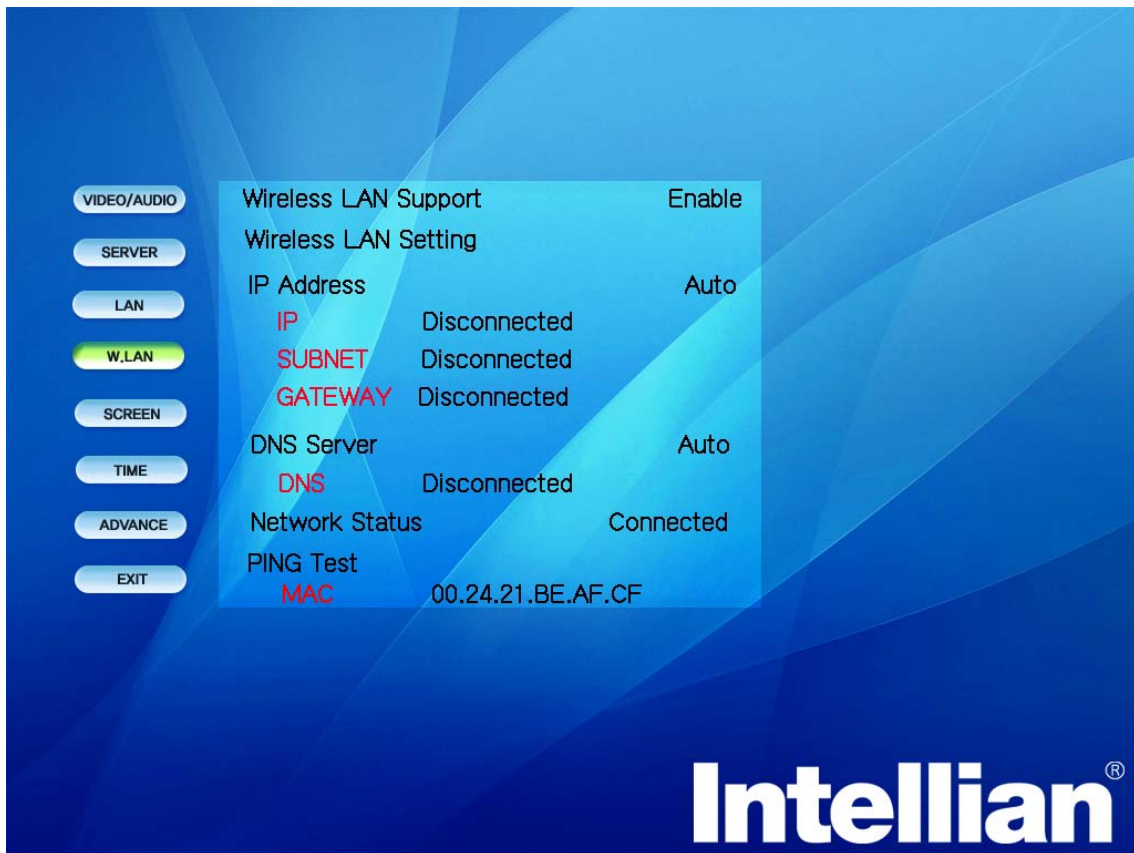 VIDEO/AUDIO
SERVER
LAN
W,LAN
SCREEN
TIME
ADVANCE
EXIT
Wireless LAN Support Enable
Wireless LAN Setting
IP Address Auto
IP Disconnected
SUBNET Disconnected
GATEWAY Disconnected
DNS Server Auto
DNS Disconnected
Network Status Connected
PING Test
MAC 00.24.21.BE.AF.CF
Intellian®